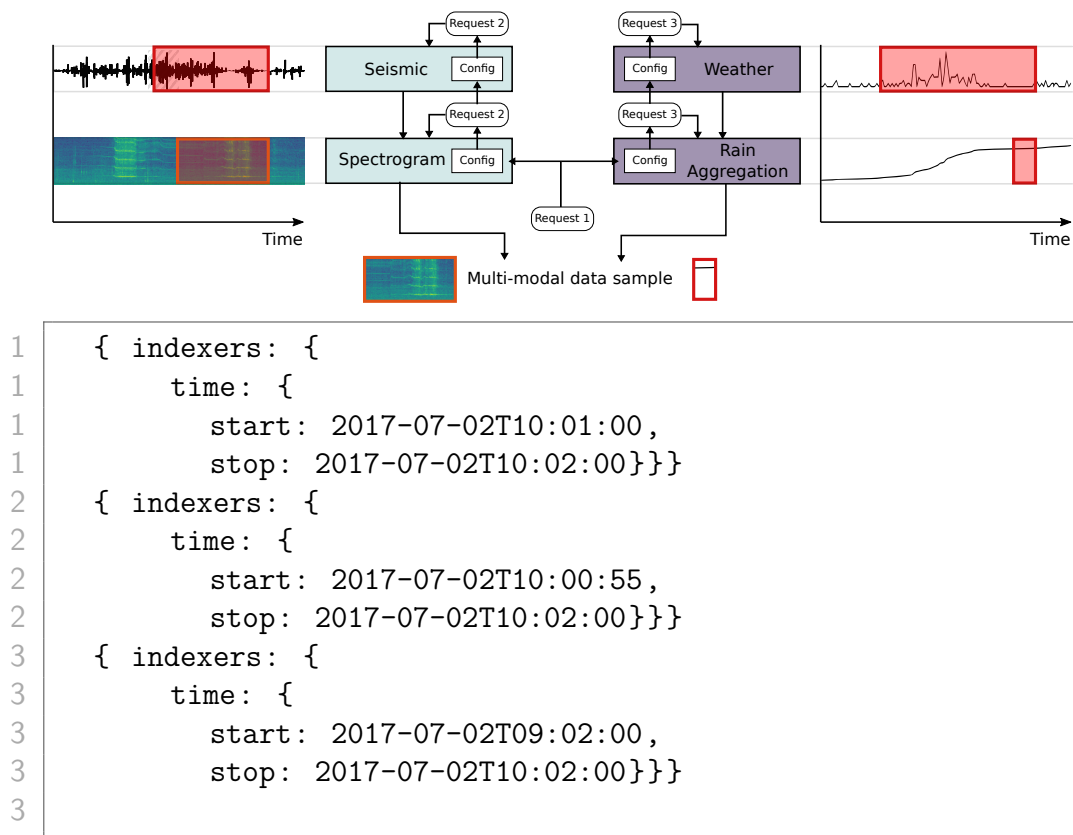 Request 2
Request 3
Seismic
Config
Config
Weather
Request 2
Request 3
Spectrogram
Config
Config
Rain
Aggregation
Request 1
Time
Time
Multi-modal data sample
1 { indexers: {
1 time: {
1 start: 2017-07-02T10:01:00,
1 stop: 2017-07-02T10:02:00}}}
2 { indexers: {
2 time: {
2 start: 2017-07-02T10:00:55,
2 stop: 2017-07-02T10:02:00}}}
3 { indexers: {
3 time: {
3 start: 2017-07-02T09:02:00,
3 stop: 2017-07-02T10:02:00}}}
3